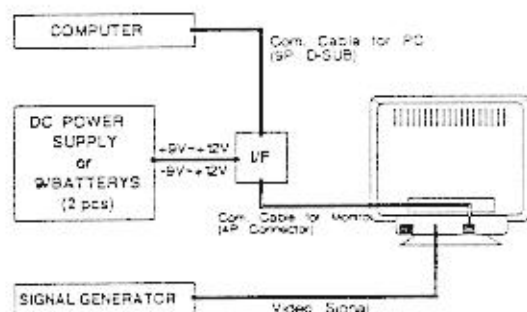 COMPUTER
Com. Cable for PC
(9P D-SUB)
DC POWER
SUPPLY
or
9VBATTERYS
(2 pcs)
+9V~+12V
-9V~+12V
I/F
Com. Cable for Monitor
(4P Connector)
SIGNAL GENERATOR
Video Signal